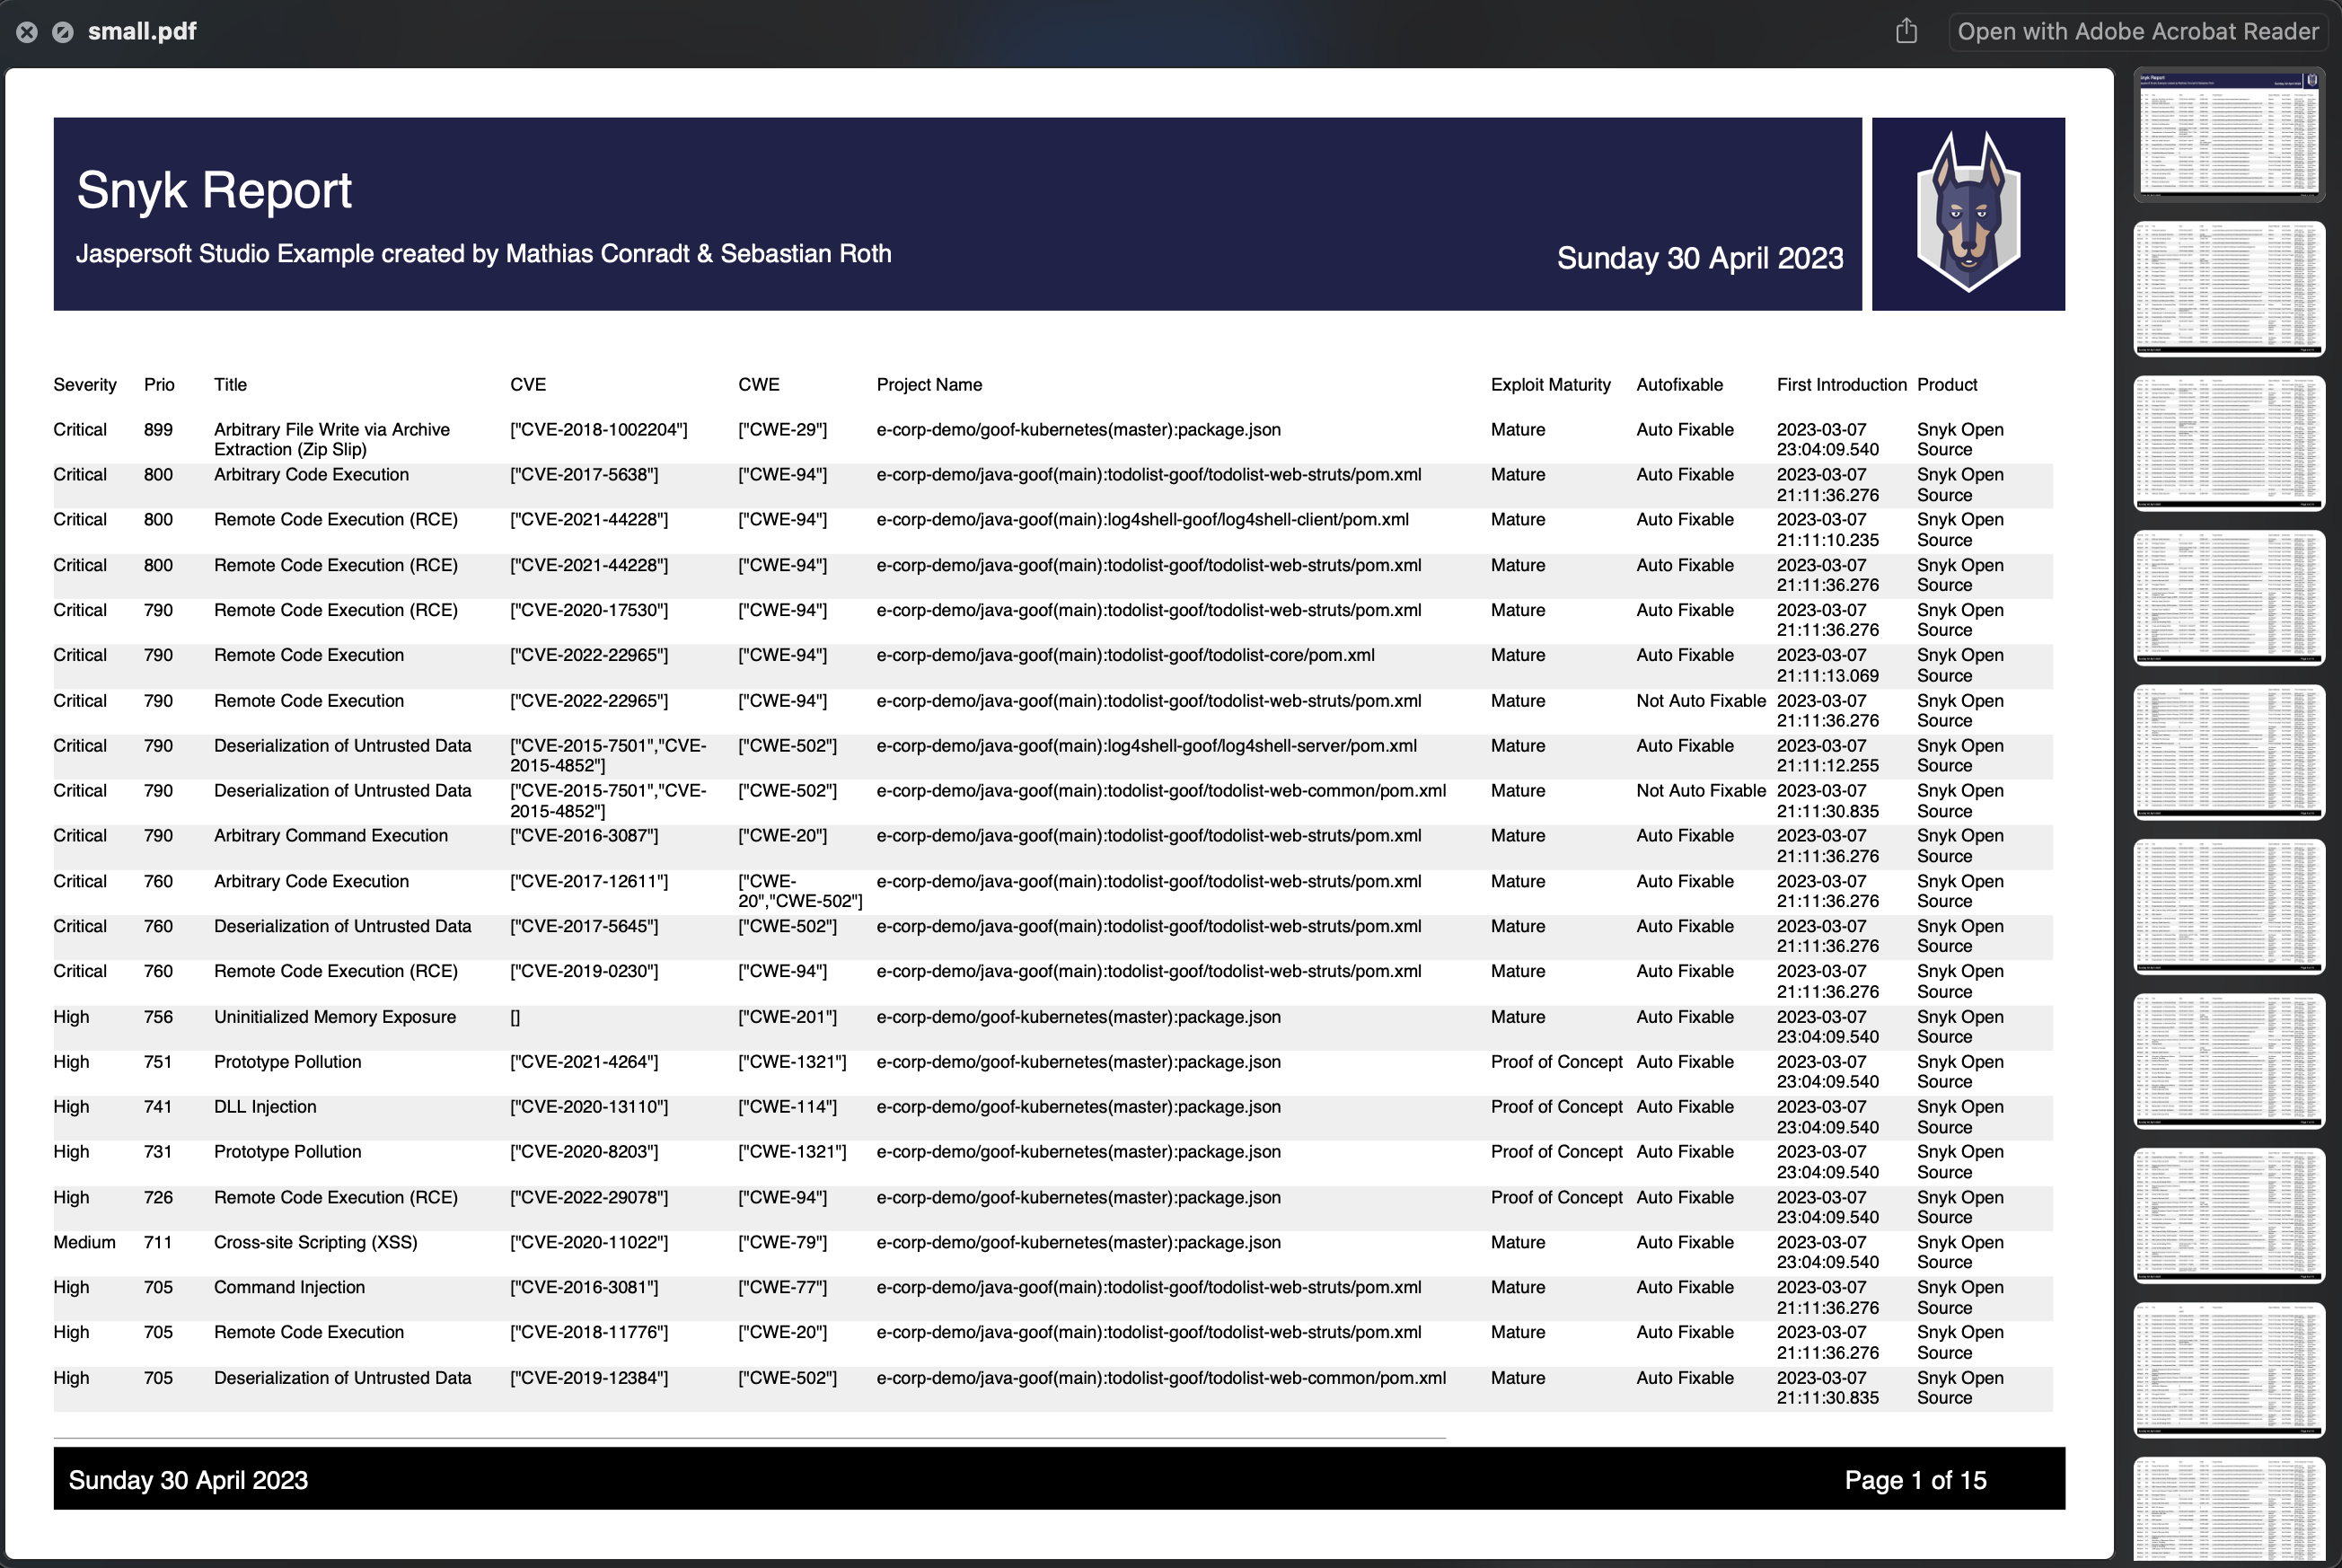 small.pdf
Open with Adobe Acrobat Reader
Snyk Report
Jaspersoft Studio Example created by Mathias Conradt & Sebastian Roth
Sunday 30 April 2023
Severity Prio Title CVE CWE Project Name Exploit Maturity Autofixable First Introduction Product
Critical 899 Arbitrary File Write via Archive ["CVE-2018-1002204"] ["CWE-29"] e-corp-demo/goof-kubernetes(master):package.json Mature Auto Fixable 2023-03-07 Snyk Open
Extraction (Zip Slip) 23:04:09.540 Source
Critical 800 Arbitrary Code Execution ["CVE-2017-5638"] ["CWE-94"] e-corp-demo/java-goof(main):todolist-goof/todolist-web-struts/pom.xml Mature Auto Fixable 2023-03-07 Snyk Open
21:11:36.276 Source
Critical 800 Remote Code Execution (RCE) ["CVE-2021-44228"] ["CWE-94"] e-corp-demo/java-goof(main):log4shell-goof/log4shell-client/pom.xml Mature Auto Fixable 2023-03-07 Snyk Open
21:11:10.235 Source
Critical 800 Remote Code Execution (RCE) ["CVE-2021-44228"] ["CWE-94"] e-corp-demo/java-goof(main):todolist-goof/todolist-web-struts/pom.xml Mature Auto Fixable 2023-03-07 Snyk Open
21:11:36.276 Source
Critical 790 Remote Code Execution (RCE) ["CVE-2020-17530"] ["CWE-94"] e-corp-demo/java-goof(main):todolist-goof/todolist-web-struts/pom.xml Mature Auto Fixable 2023-03-07 Snyk Open
21:11:36.276 Source
Critical 790 Remote Code Execution ["CVE-2022-22965"] ["CWE-94"] e-corp-demo/java-goof(main):todolist-goof/todolist-core/pom.xml Mature Auto Fixable 2023-03-07 Snyk Open
21:11:13.069 Source
Critical 790 Remote Code Execution ["CVE-2022-22965"] ["CWE-94"] e-corp-demo/java-goof(main):todolist-goof/todolist-web-struts/pom.xml Mature Not Auto Fixable 2023-03-07 Snyk Open
21:11:36.276 Source
Critical 790 Deserialization of Untrusted Data ["CVE-2015-7501","CVE- ["CWE-502"] e-corp-demo/java-goof(main):log4shell-goof/log4shell-server/pom.xml Mature Auto Fixable 2023-03-07 Snyk Open
2015-4852"] 21:11:12.255 Source
Critical 790 Deserialization of Untrusted Data ["CVE-2015-7501","CVE- ["CWE-502"] e-corp-demo/java-goof(main):todolist-goof/todolist-web-common/pom.xml Mature Not Auto Fixable 2023-03-07 Snyk Open
2015-4852"] 21:11:30.835 Source
Critical 790 Arbitrary Command Execution ["CVE-2016-3087"] ["CWE-20"] e-corp-demo/java-goof(main):todolist-goof/todolist-web-struts/pom.xml Mature Auto Fixable 2023-03-07 Snyk Open
21:11:36.276 Source
Critical 760 Arbitrary Code Execution ["CVE-2017-12611"] ["CWE- e-corp-demo/java-goof(main):todolist-goof/todolist-web-struts/pom.xml Mature Auto Fixable 2023-03-07 Snyk Open
20","CWE-502"] 21:11:36.276 Source
Critical 760 Deserialization of Untrusted Data ["CVE-2017-5645"] ["CWE-502"] e-corp-demo/java-goof(main):todolist-goof/todolist-web-struts/pom.xml Mature Auto Fixable 2023-03-07 Snyk Open
21:11:36.276 Source
Critical 760 Remote Code Execution (RCE) ["CVE-2019-0230"] ["CWE-94"] e-corp-demo/java-goof(main):todolist-goof/todolist-web-struts/pom.xml Mature Auto Fixable 2023-03-07 Snyk Open
21:11:36.276 Source
High 756 Uninitialized Memory Exposure [] ["CWE-201"] e-corp-demo/goof-kubernetes(master):package.json Mature Auto Fixable 2023-03-07 Snyk Open
23:04:09.540 Source
High 751 Prototype Pollution ["CVE-2021-4264"] ["CWE-1321"] e-corp-demo/goof-kubernetes(master):package.json Proof of Concept Auto Fixable 2023-03-07 Snyk Open
23:04:09.540 Source
High 741 DLL Injection ["CVE-2020-13110"] ["CWE-114"] e-corp-demo/goof-kubernetes(master):package.json Proof of Concept Auto Fixable 2023-03-07 Snyk Open
23:04:09.540 Source
High 731 Prototype Pollution ["CVE-2020-8203"] ["CWE-1321"] e-corp-demo/goof-kubernetes(master):package.json Proof of Concept Auto Fixable 2023-03-07 Snyk Open
23:04:09.540 Source
High 726 Remote Code Execution (RCE) ["CVE-2022-29078"] ["CWE-94"] e-corp-demo/goof-kubernetes(master):package.json Proof of Concept Auto Fixable 2023-03-07 Snyk Open
23:04:09.540 Source
Medium 711 Cross-site Scripting (XSS) ["CVE-2020-11022"] ["CWE-79"] e-corp-demo/goof-kubernetes(master):package.json Mature Auto Fixable 2023-03-07 Snyk Open
23:04:09.540 Source
High 705 Command Injection ["CVE-2016-3081"] ["CWE-77"] e-corp-demo/java-goof(main):todolist-goof/todolist-web-struts/pom.xml Mature Auto Fixable 2023-03-07 Snyk Open
21:11:36.276 Source
High 705 Remote Code Execution ["CVE-2018-11776"] ["CWE-20"] e-corp-demo/java-goof(main):todolist-goof/todolist-web-struts/pom.xml Mature Auto Fixable 2023-03-07 Snyk Open
21:11:36.276 Source
High 705 Deserialization of Untrusted Data ["CVE-2019-12384"] ["CWE-502"] e-corp-demo/java-goof(main):todolist-goof/todolist-web-common/pom.xml Mature Auto Fixable 2023-03-07 Snyk Open
21:11:30.835 Source
Sunday 30 April 2023 Page 1 of 15